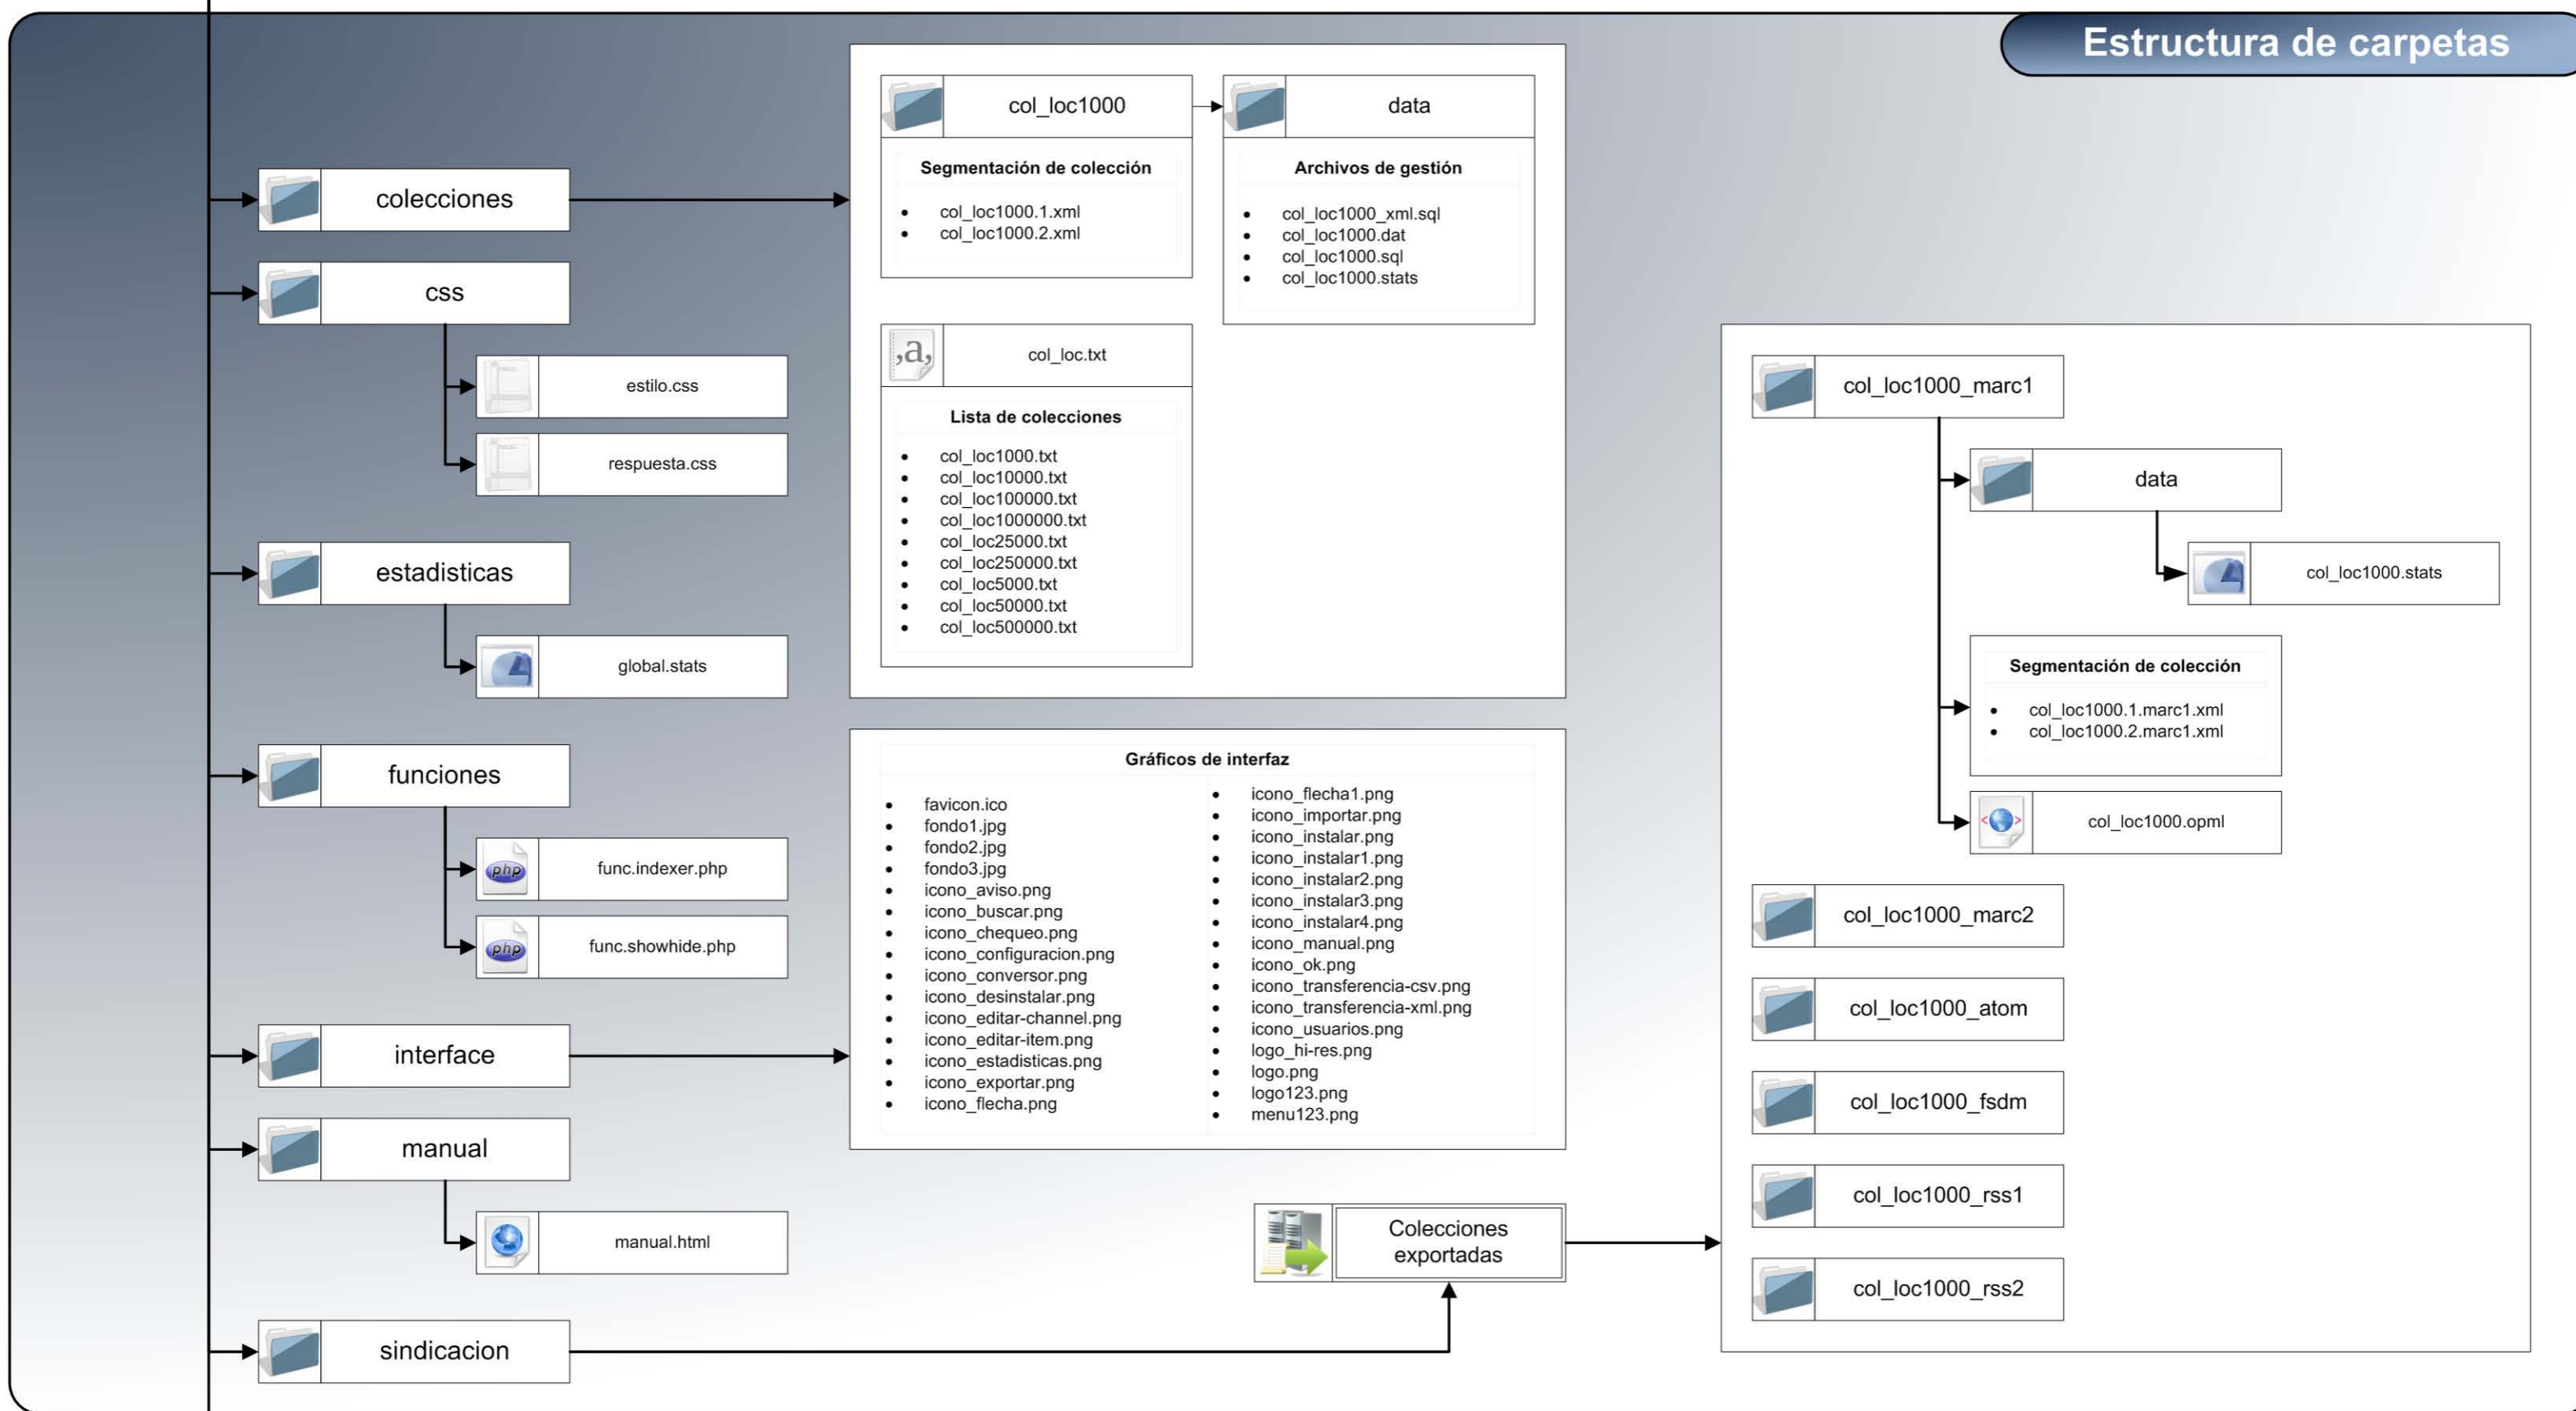 Estructura de carpetas
colecciones
css
estilo.css
respuesta.css
estadisticas
global.stats
funciones
func.indexer.php
func.showhide.php
interface
manual
manual.html
sindicacion
col_loc1000
Segmentación de colección
col_loc1000.1.xml
col_loc1000.2.xml
data
Archivos de gestión
col_loc1000_xml.sql
col_loc1000.dat
col_loc1000.sql
col_loc1000.stats
,a,
col_loc.txt
Lista de colecciones
col_loc1000.txt
col_loc10000.txt
col_loc100000.txt
col_loc1000000.txt
col_loc25000.txt
col_loc250000.txt
col_loc5000.txt
col_loc50000.txt
col_loc500000.txt
Gráficos de interfaz
favicon.ico
fondo1.jpg
fondo2.jpg
fondo3.jpg
icono_aviso.png
icono_buscar.png
icono_chequeo.png
icono_configuracion.png
icono_conversor.png
icono_desinstalar.png
icono_editar-channel.png
icono_editar-item.png
icono_estadisticas.png
icono_exportar.png
icono_flecha.png
icono_flecha1.png
icono_importar.png
icono_instalar.png
icono_instalar1.png
icono_instalar2.png
icono_instalar3.png
icono_instalar4.png
icono_manual.png
icono_ok.png
icono_transferencia-csv.png
icono_transferencia-xml.png
icono_usuarios.png
logo_hi-res.png
logo.png
logo123.png
menu123.png
Colecciones
exportadas
col_loc1000_marc1
data
col_loc1000.stats
Segmentación de colección
col_loc1000.1.marc1.xml
col_loc1000.2.marc1.xml
col_loc1000.opml
col_loc1000_marc2
col_loc1000_atom
col_loc1000_fsdm
col_loc1000_rss1
col_loc1000_rss2
php
php